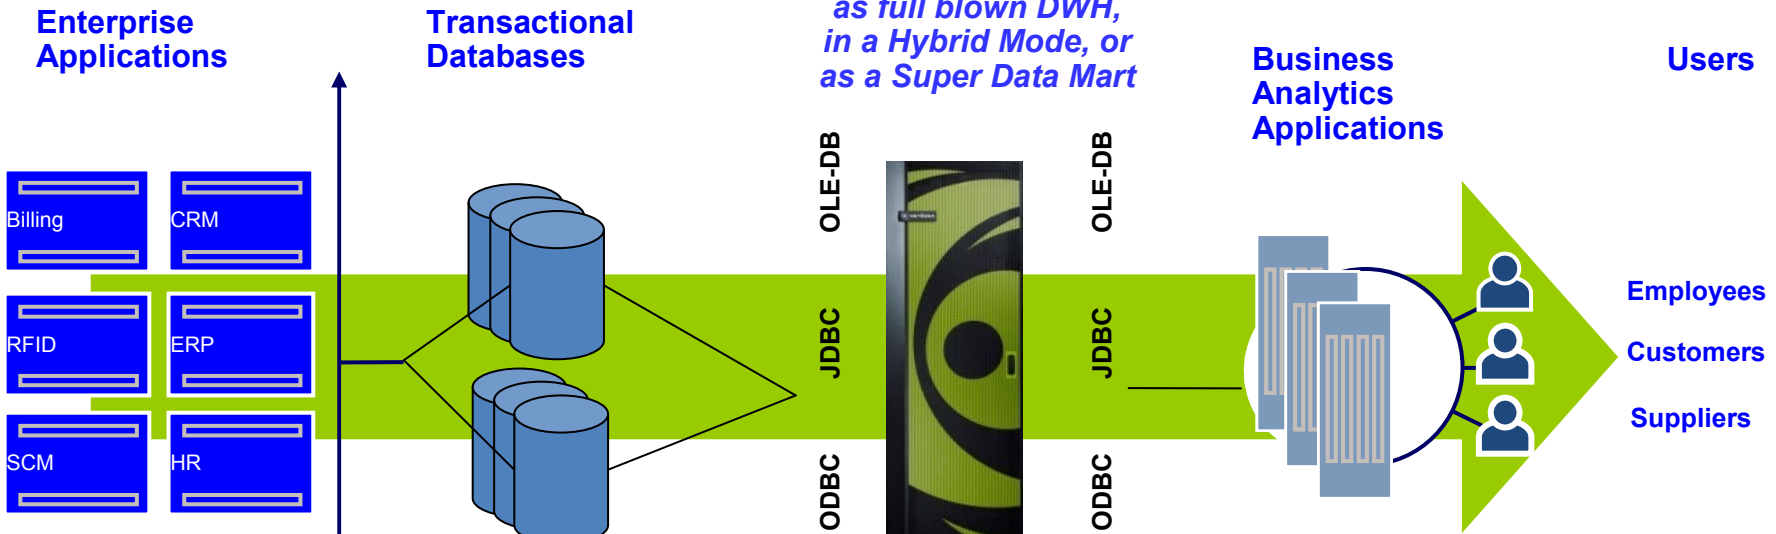 Enterprise
Applications
Transactional
Databases
as full blown DWH,
in a Hybrid Mode, or
as a Super Data Mart
Business
Analytics
Applications
Users
Billing
CRM
RFID
ERP
SCM
HR
OLE-DB
JDBC
ODBC
OLE-DB
JDBC
ODBC
Employees
Customers
Suppliers